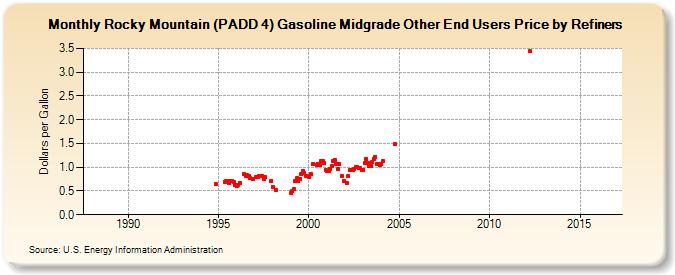 Monthly Rocky Mountain (PADD 4) Gasoline Midgrade Other End Users Price by Refiners
Dollars per Gallon
3.5
3.0
2.5
2.0
1.5
1.0
0.5
0.0
1990 1995 2000 2005 2010 2015
Source: U.S. Energy Information Administration